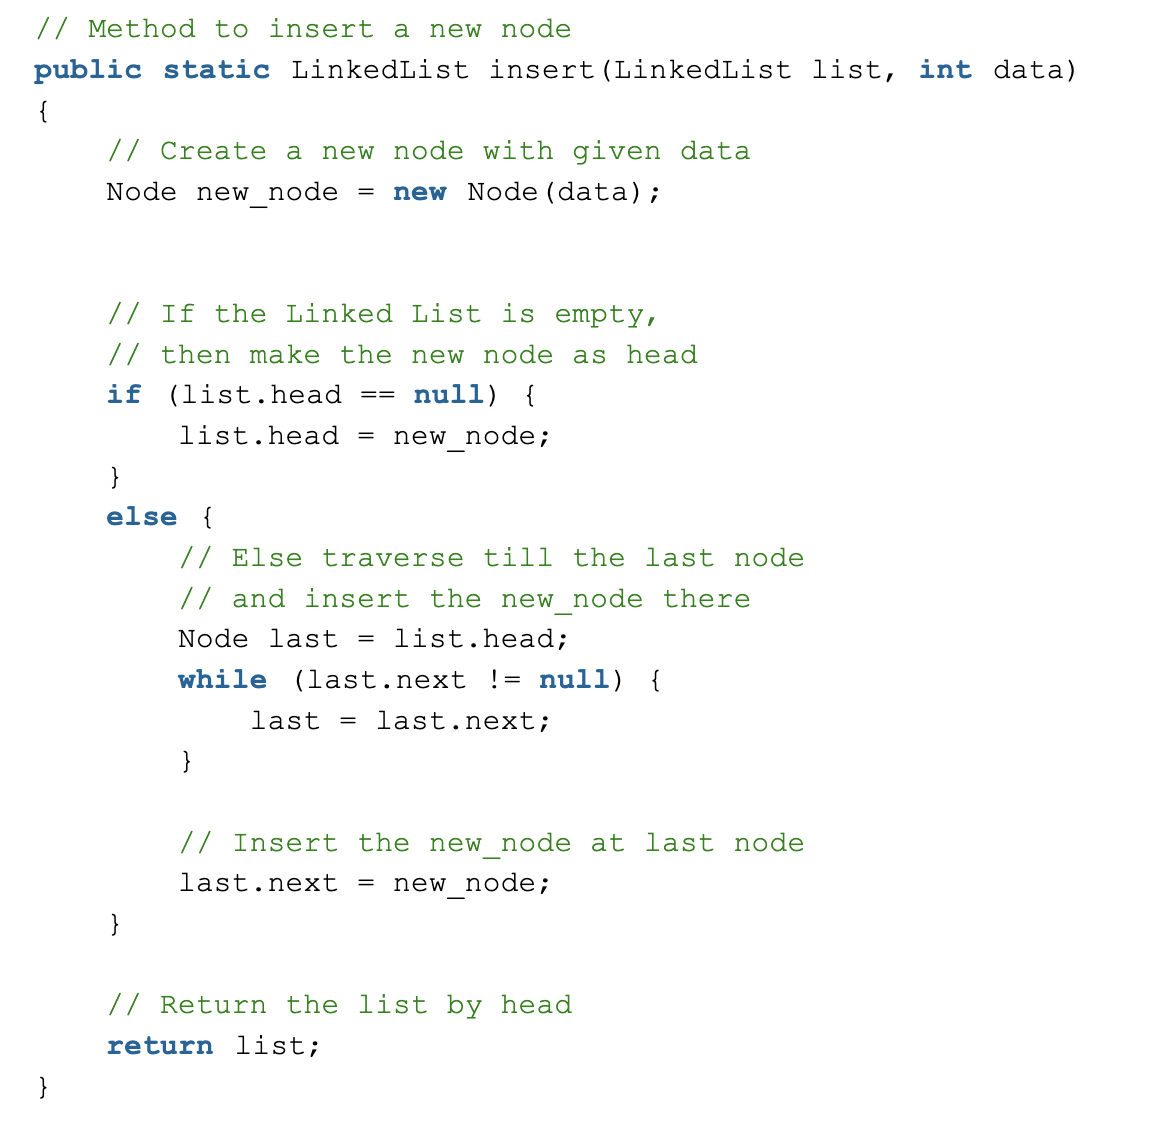 // Method to insert a new node
public static LinkedList insert(LinkedList list, int data)
{
    // Create a new node with given data
    Node new_node = new Node(data);


    // If the Linked List is empty,
    // then make the new node as head
    if (list.head == null) {
        list.head = new_node;
    }
    else {
        // Else traverse till the last node
        // and insert the new_node there
        Node last = list.head;
        while (last.next != null) {
            last = last.next;
        }

        // Insert the new_node at last node
        last.next = new_node;
    }

    // Return the list by head
    return list;
}